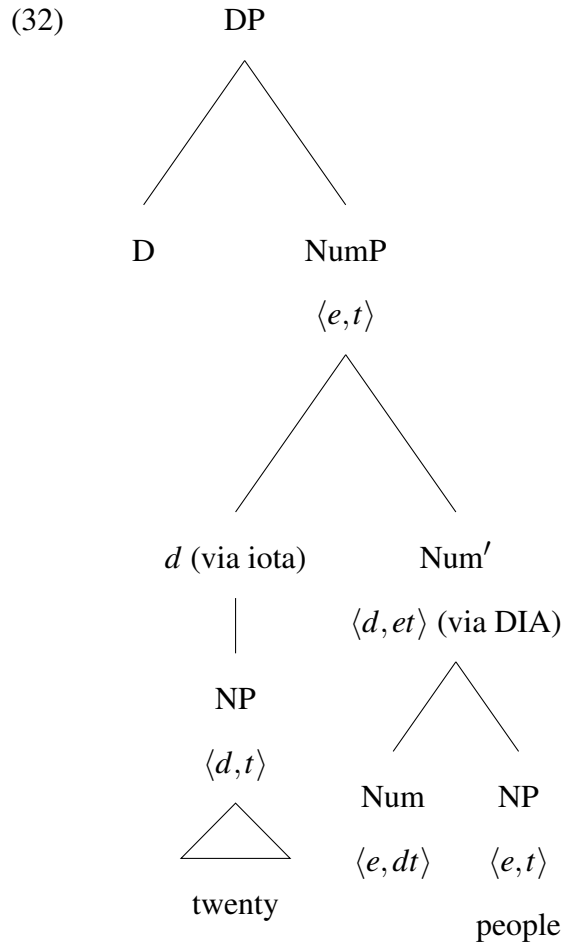 (32) DP
D NumP
⟨e,t⟩
d (via iota) Num′
⟨d,et⟩ (via DIA)
NP
⟨d,t⟩
Num NP
⟨e,dt⟩ ⟨e,t⟩
twenty
people